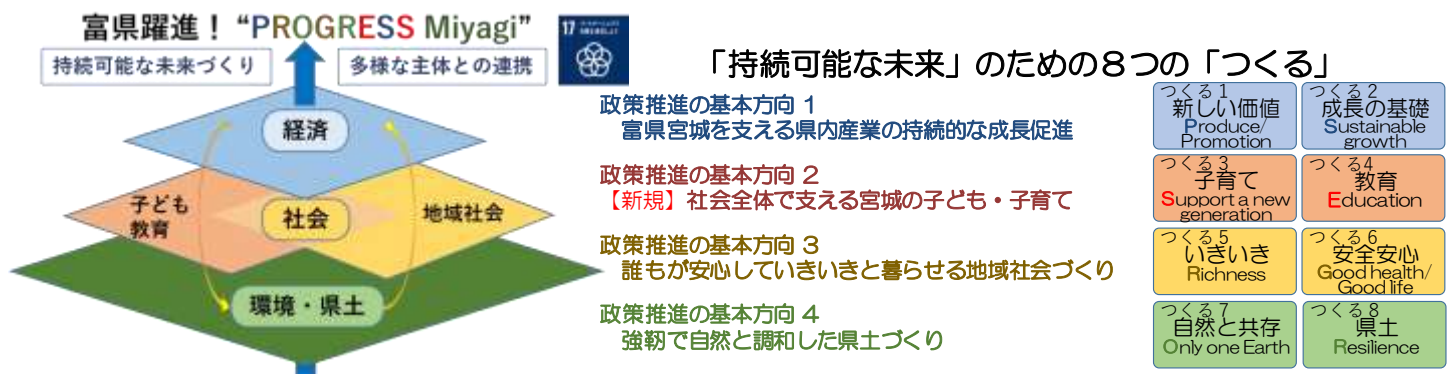 富県躍進！“PROGRESS Miyagi”
持続可能な未来づくり
多様な主体との連携
17
経済
子ども
教育
社会
地域社会
環境・県土
「持続可能な未来」のための８つの「つくる」
政策推進の基本方向 1
富県宮城を支える県内産業の持続的な成長促進
政策推進の基本方向 2
【新規】社会全体で支える宮城の子ども・子育て
政策推進の基本方向 3
誰もが安心していきいきと暮らせる地域社会づくり
政策推進の基本方向 4
強靭で自然と調和した県土づくり
つくる 1
新しい価値
Produce/
Promotion
つくる 2
成長の基礎
Sustainable
growth
つくる 3
子育て
Support a new
generation
つくる4
教育
Education
つくる 5
いきいき
Richness
つくる 6
安全安心
Good health/
Good life
つくる 7
自然と共存
Only one Earth
つくる 8
県土
Resilience